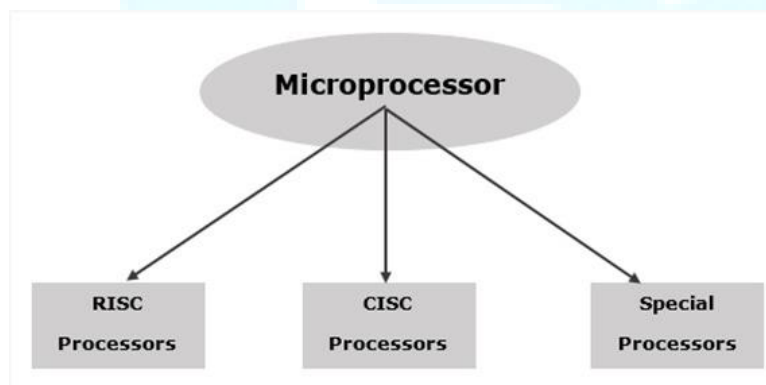 Microprocessor
RISC
Processors
CISC
Processors
Special
Processors